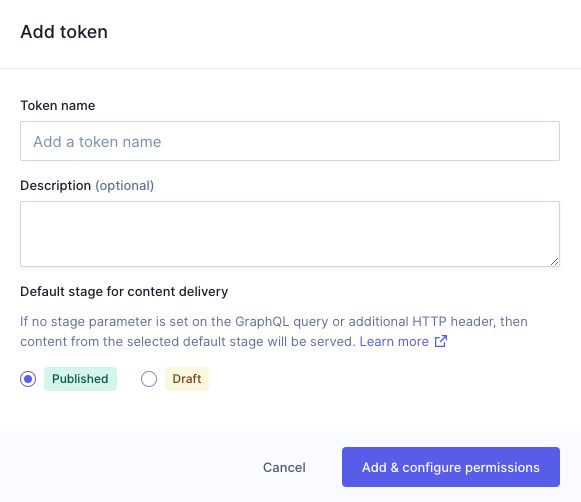 Add token
Token name
Add a token name
Description (optional)
Default stage for content delivery
If no stage parameter is set on the GraphQL query or additional HTTP header, then
content from the selected default stage will be served. Learn more
Published Draft
Cancel Add & configure permissions